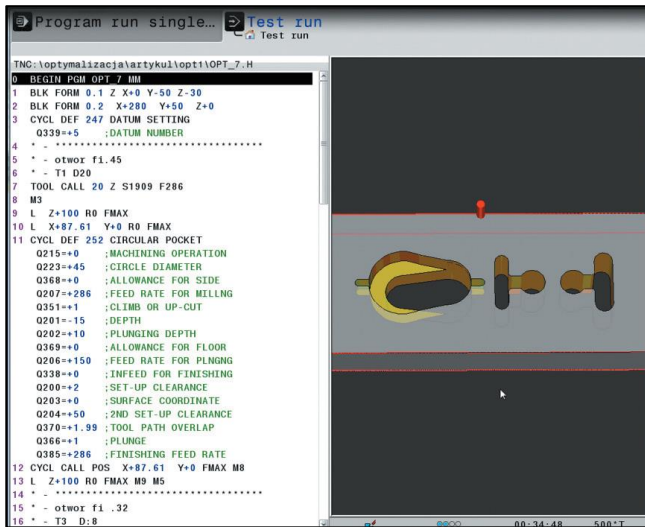 Program run single…
Test run
Test run
TNC:\optymalizacja\artykul\opt1\OPT_7.H
0 BEGIN PGM OPT_7 MM
1 BLK FORM 0.1 Z X+0 Y-50 Z-30
2 BLK FORM 0.2 X+280 Y+50 Z+0
3 CYCL DEF 247 DATUM SETTING
Q339=+5 ;DATUM NUMBER
4 * - *********************************
5 * - otwor fi.45
6 * - T1 D20
7 TOOL CALL 20 Z S1909 F286
8 M3
9 L Z+100 R0 FMAX
10 L X+87.61 Y+0 R0 FMAX
11 CYCL DEF 252 CIRCULAR POCKET
Q215=+0 ;MACHINING OPERATION
Q223=+45 ;CIRCLE DIAMETER
Q368=+0 ;ALLOWANCE FOR SIDE
Q207=+286 ;FEED RATE FOR MILLNG
Q351=+1 ;CLIMB OR UP-CUT
Q201=-15 ;DEPTH
Q202=+10 ;PLUNGING DEPTH
Q369=+0 ;ALLOWANCE FOR FLOOR
Q206=+150 ;FEED RATE FOR PLNGNG
Q338=+0 ;INFEED FOR FINISHING
Q200=+2 ;SET-UP CLEARANCE
Q203=+0 ;SURFACE COORDINATE
Q204=+50 ;2ND SET-UP CLEARANCE
Q370=+1.99 ;TOOL PATH OVERLAP
Q366=+1 ;PLUNGE
Q385=+286 ;FINISHING FEED RATE
12 CYCL CALL POS X+87.61 Y+0 FMAX M8
13 L Z+100 R0 FMAX M9 M5
14 * - *********************************
15 * - otwor fi .32
16 * - T3 D:8
00:34:48 500*T